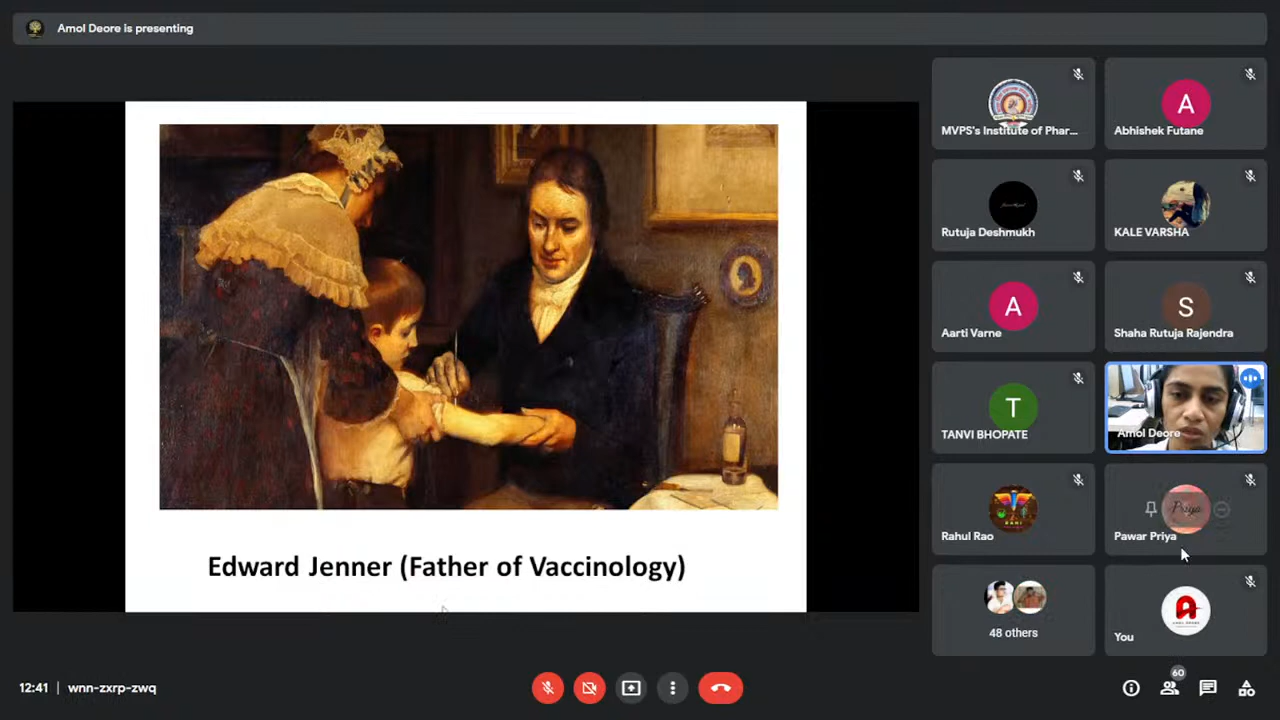 Amol Deore is presenting
Edward Jenner (Father of Vaccinology)
MVPS's Institute of Phar...
A
Abhishek Futane
Rutuja Deshmukh
KALE VARSHA
A
Aarti Varne
S
Shaha Rutuja Rajendra
T
TANVI BHOPATE
Amol Deore
Rahul Rao
Priya
Pawar Priya
48 others
A
You
12:41 | wnn-zxrp-zwq
60